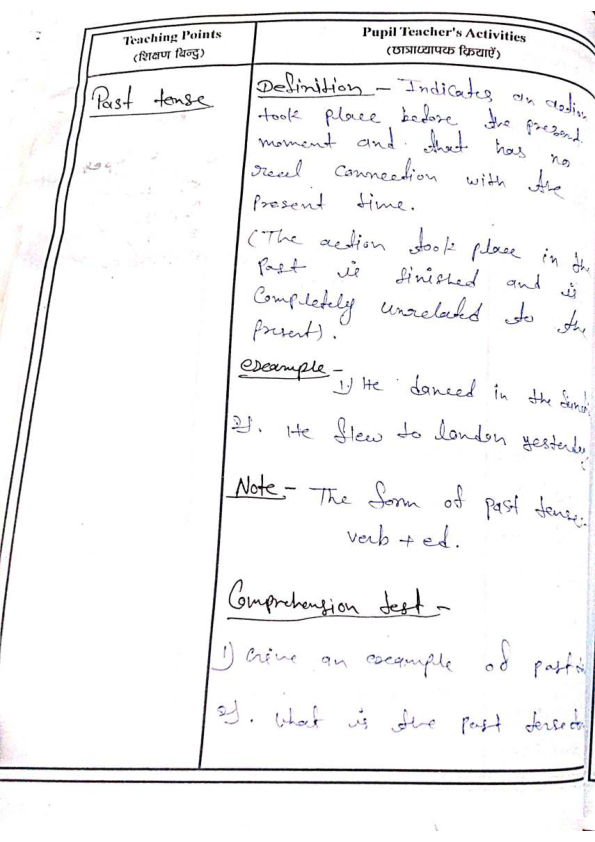 Teaching Points
(शिक्षण बिन्दु)
Pupil Teacher's Activities
(छात्राध्यापक क्रियाएँ)
Past tense
Definition - Indicates an action
took place before the present
moment and that has no
real connection with the
Present time.
(The action took place in the
Past is finished and is
Completely unrelated to the
present).
example -
1) He danced in the
2). He flew to london yesterday
Note - The form of past tense:-
verb + ed.
Comprehension test -
1) Give an example of past
2). What is the past tense